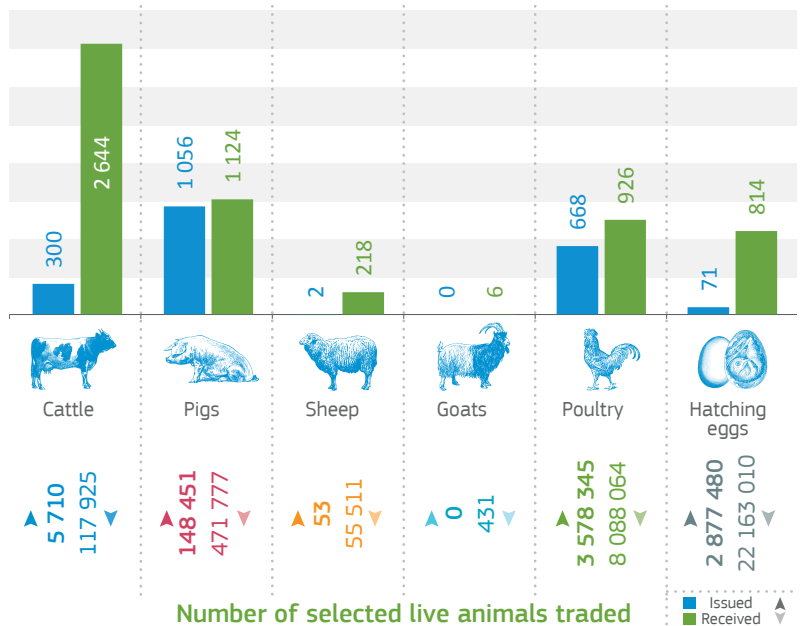 300
2 644
1 056
1 124
2
218
0
6
668
926
71
814
Cattle
Pigs
Sheep
Goats
Poultry
Hatching
eggs
5 710
117 925
148 451
471 777
53
55 511
0
431
3 578 345
8 088 064
2 877 480
22 163 010
Number of selected live animals traded
Issued
Received